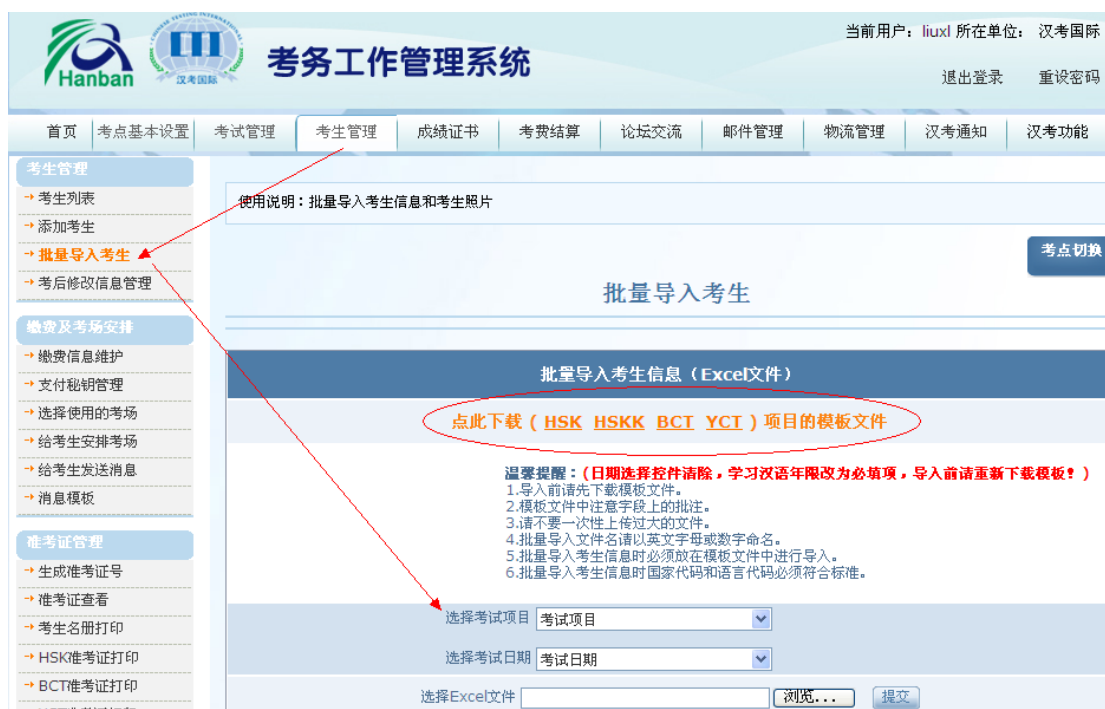 当前用户：liuxl 所在单位： 汉考国际
Hanban
汉考国际
考务工作管理系统
退出登录 重设密码
首页 考点基本设置 考试管理 考生管理 成绩证书 考费结算 论坛交流 邮件管理 物流管理 汉考通知 汉考功能
考生管理
考生列表
添加考生
批量导入考生
考后修改信息管理
缴费及考场安排
缴费信息维护
支付秘钥管理
选择使用的考场
给考生安排考场
给考生发送消息
消息模板
准考证管理
生成准考证号
准考证查看
考生名册打印
HSK准考证打印
BCT准考证打印
使用说明：批量导入考生信息和考生照片
考点切换
批量导入考生
批量导入考生信息（Excel文件）
点此下载 ( HSK HSKK BCT YCT ) 项目的模板文件
温馨提醒：(日期选择控件清除，学习汉语年限改为必填项，导入前请重新下载模板！)
1.导入前请先下载模板文件。
2.模板文件中注意字段上的批注。
3.请不要一次性上传过大的文件。
4.批量导入文件名请以英文字母或数字命名。
5.批量导入考生信息时必须放在模板文件中进行导入。
6.批量导入考生信息时国家代码和语言代码必须符合标准。
选择考试项目 考试项目
选择考试日期 考试日期
选择Excel文件 浏览... 提交